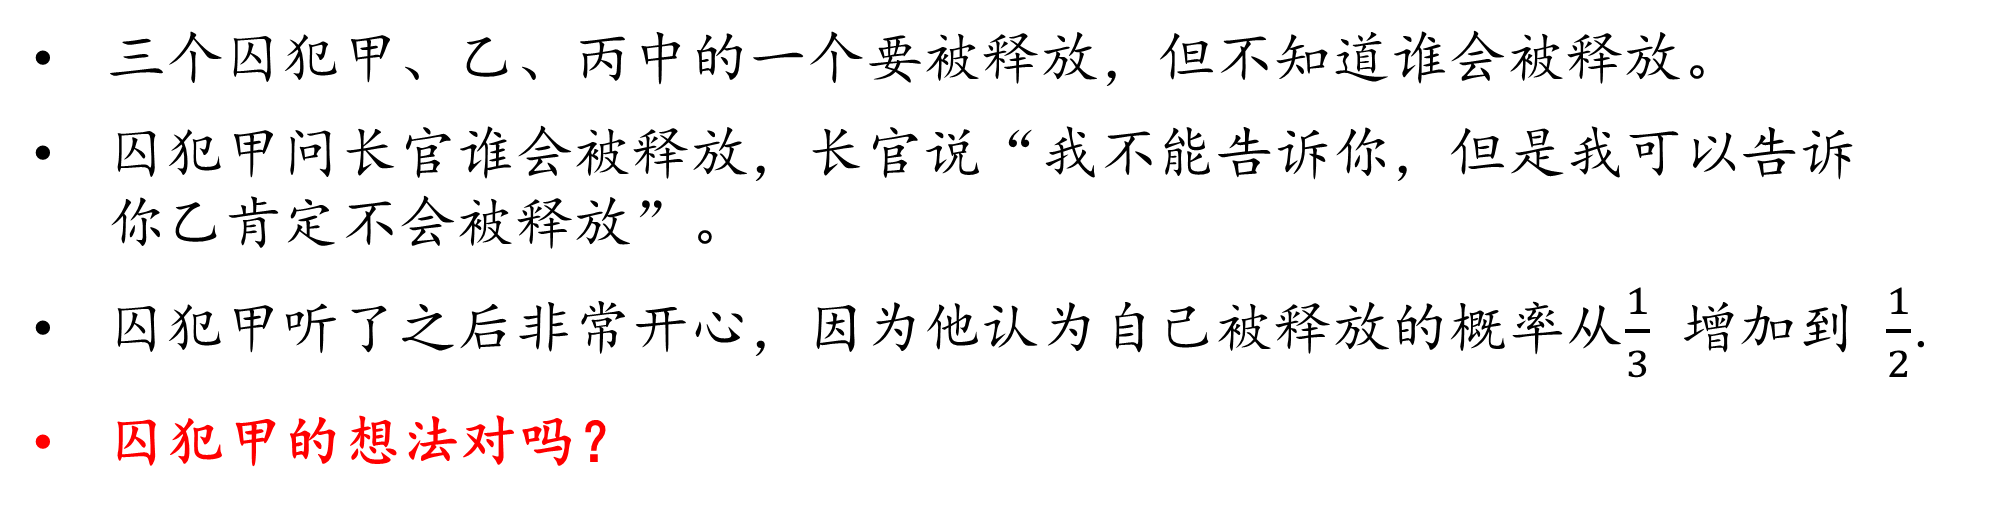 • 三个囚犯甲、乙、丙中的一个要被释放，但不知道谁会被释放。
• 囚犯甲问长官谁会被释放，长官说“我不能告诉你，但是我可以告诉
你乙肯定不会被释放”。
• 囚犯甲听了之后非常开心，因为他认为自己被释放的概率从1/3 增加到 1/2.
• 囚犯甲的想法对吗？